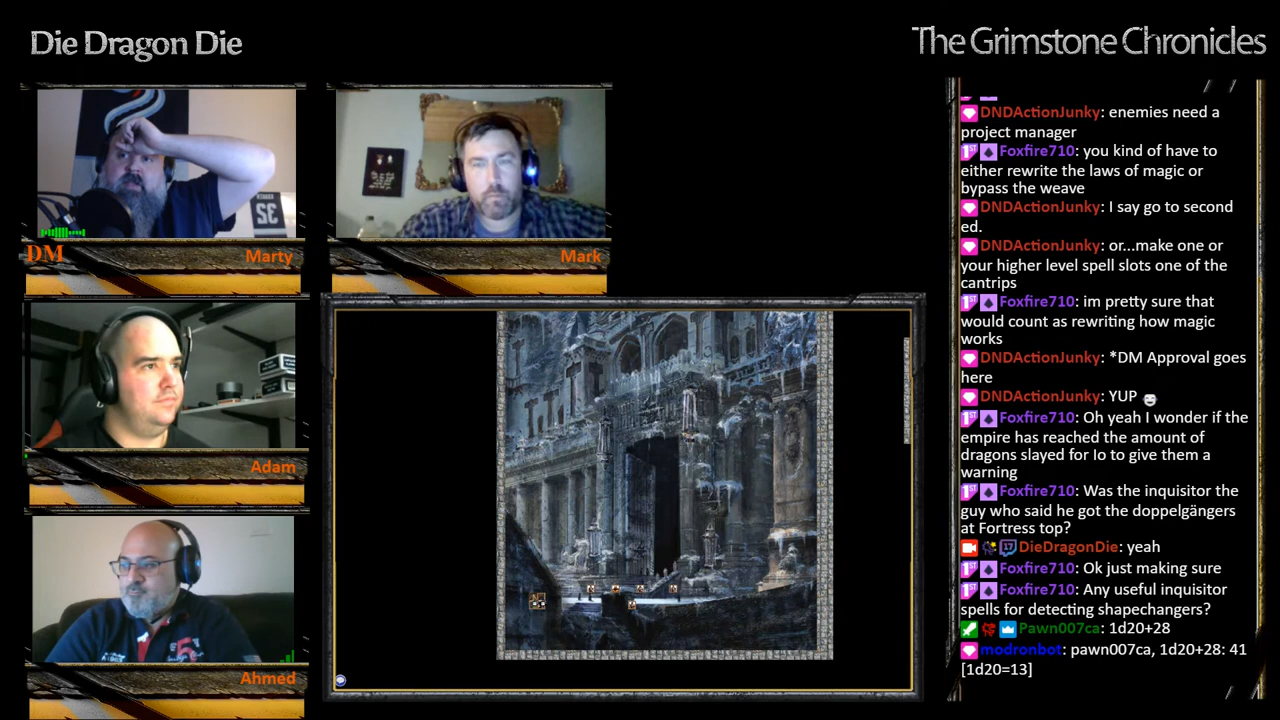 Die Dragon Die
The Grimstone Chronicles
DM
Marty
Mark
Adam
Ahmed
32
DNDActionJunky: enemies need a
project manager
Foxfire710: you kind of have to
either rewrite the laws of magic or
bypass the weave
DNDActionJunky: I say go to second
ed.
DNDActionJunky: or...make one or
your higher level spell slots one of the
cantrips
Foxfire710: im pretty sure that
would count as rewriting how magic
works
DNDActionJunky: *DM Approval goes
here
DNDActionJunky: YUP
Foxfire710: Oh yeah I wonder if the
empire has reached the amount of
dragons slayed for Io to give them a
warning
Foxfire710: Was the inquisitor the
guy who said he got the doppelgängers
at Fortress top?
DieDragonDie: yeah
Foxfire710: Ok just making sure
Foxfire710: Any useful inquisitor
spells for detecting shapechangers?
Pawn007ca: 1d20+28
modronbot: pawn007ca, 1d20+28: 41
[1d20=13]